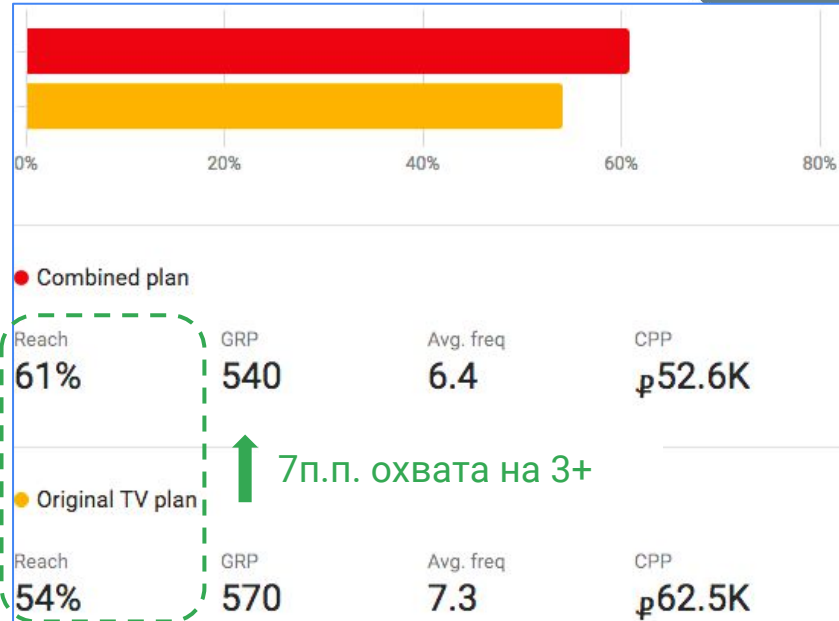 0% 20% 40% 60% 80%
Combined plan
Reach GRP Avg. freq CPP
61% 540 6.4 ₽52.6K
7п.п. охвата на 3+
Original TV plan
Reach GRP Avg. freq CPP
54% 570 7.3 ₽62.5K